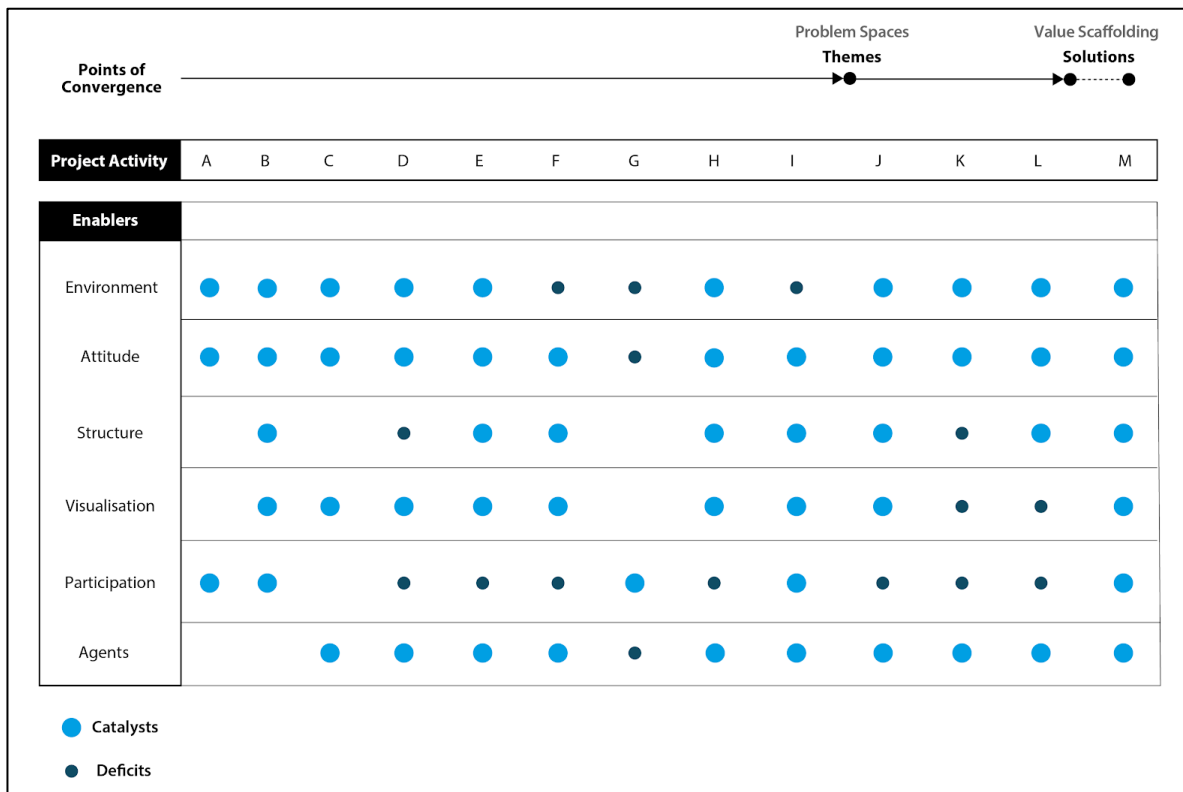 Problem Spaces
Value Scaffolding
Themes
Solutions
Points of
Convergence
Project Activity A B C D E F G H I J K L M
Enablers
Environment
Attitude
Structure
Visualisation
Participation
Agents
Catalysts
Deficits